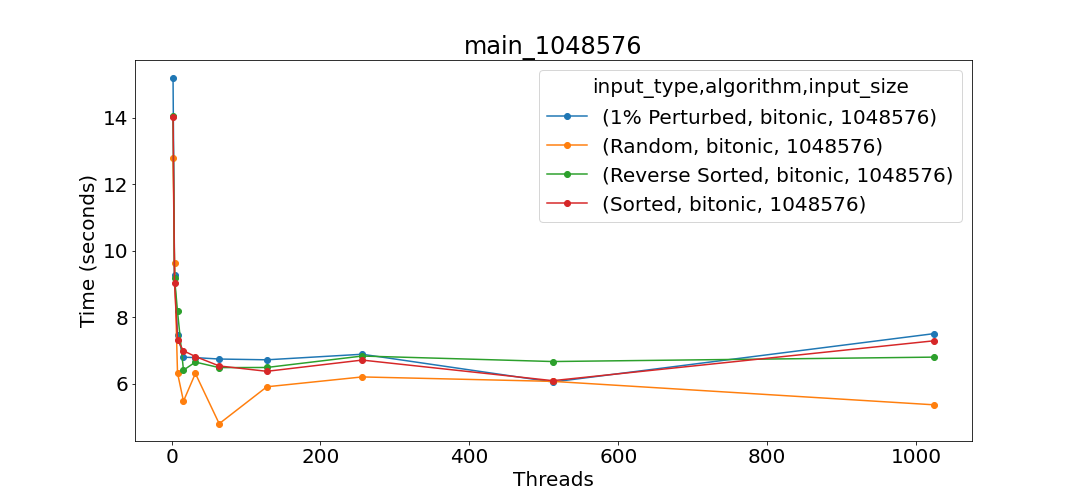 main_1048576
input_type,algorithm,input_size
(1% Perturbed, bitonic, 1048576)
(Random, bitonic, 1048576)
(Reverse Sorted, bitonic, 1048576)
(Sorted, bitonic, 1048576)
Time (seconds)
14
12
10
8
6
0 200 400 600 800 1000
Threads